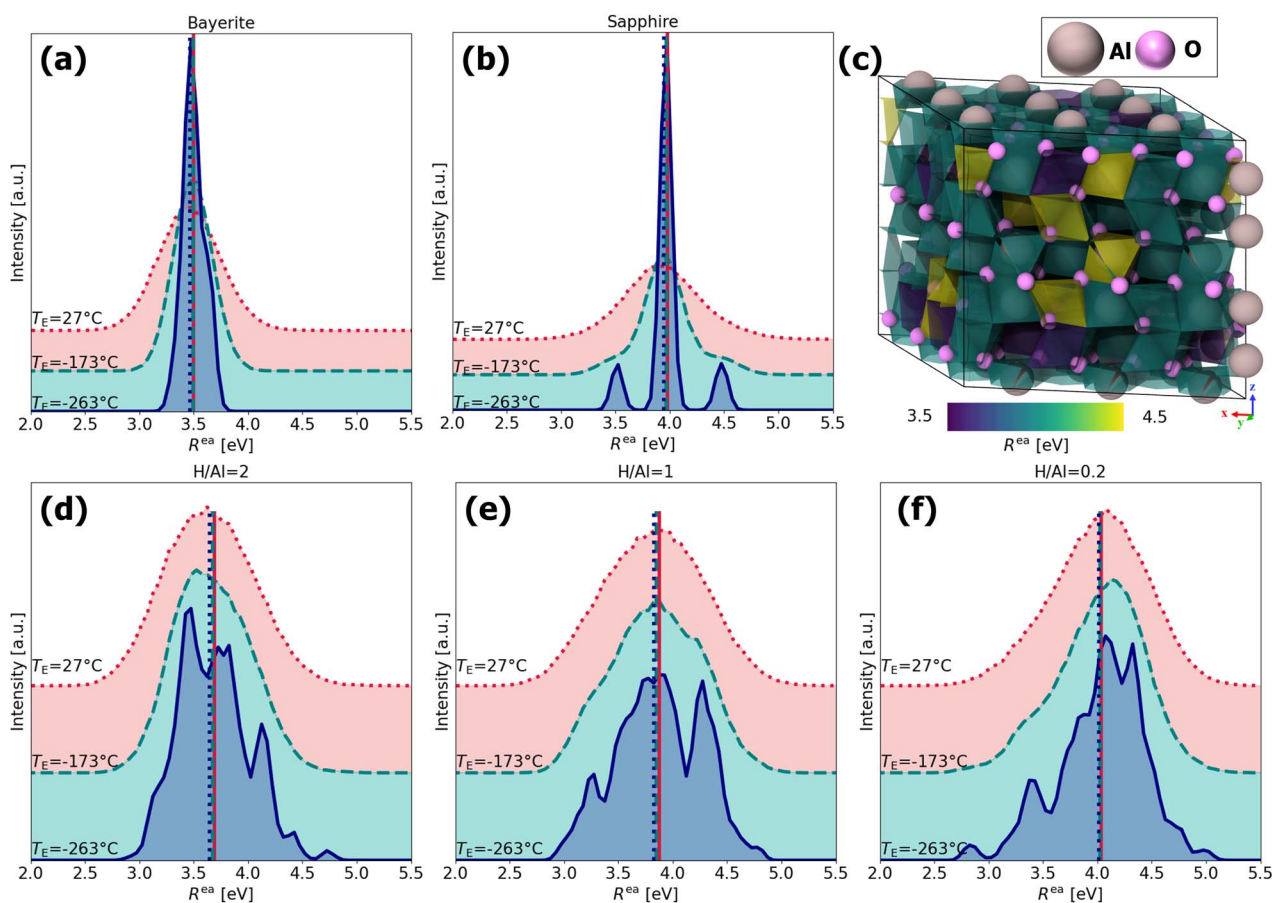 Bayerite
(a)
Intensity [a.u.]
T_E=27°C
T_E=-173°C
T_E=-263°C
2.0 2.5 3.0 3.5 4.0 4.5 5.0 5.5
R^ea [eV]
Sapphire
(b)
Intensity [a.u.]
T_E=27°C
T_E=-173°C
T_E=-263°C
2.0 2.5 3.0 3.5 4.0 4.5 5.0 5.5
R^ea [eV]
(c)
Al O
3.5 4.5
R^ea [eV]
z
x
y
H/Al=2
(d)
Intensity [a.u.]
T_E=27°C
T_E=-173°C
T_E=-263°C
2.0 2.5 3.0 3.5 4.0 4.5 5.0 5.5
R^ea [eV]
H/Al=1
(e)
Intensity [a.u.]
T_E=27°C
T_E=-173°C
T_E=-263°C
2.0 2.5 3.0 3.5 4.0 4.5 5.0 5.5
R^ea [eV]
H/Al=0.2
(f)
Intensity [a.u.]
T_E=27°C
T_E=-173°C
T_E=-263°C
2.0 2.5 3.0 3.5 4.0 4.5 5.0 5.5
R^ea [eV]